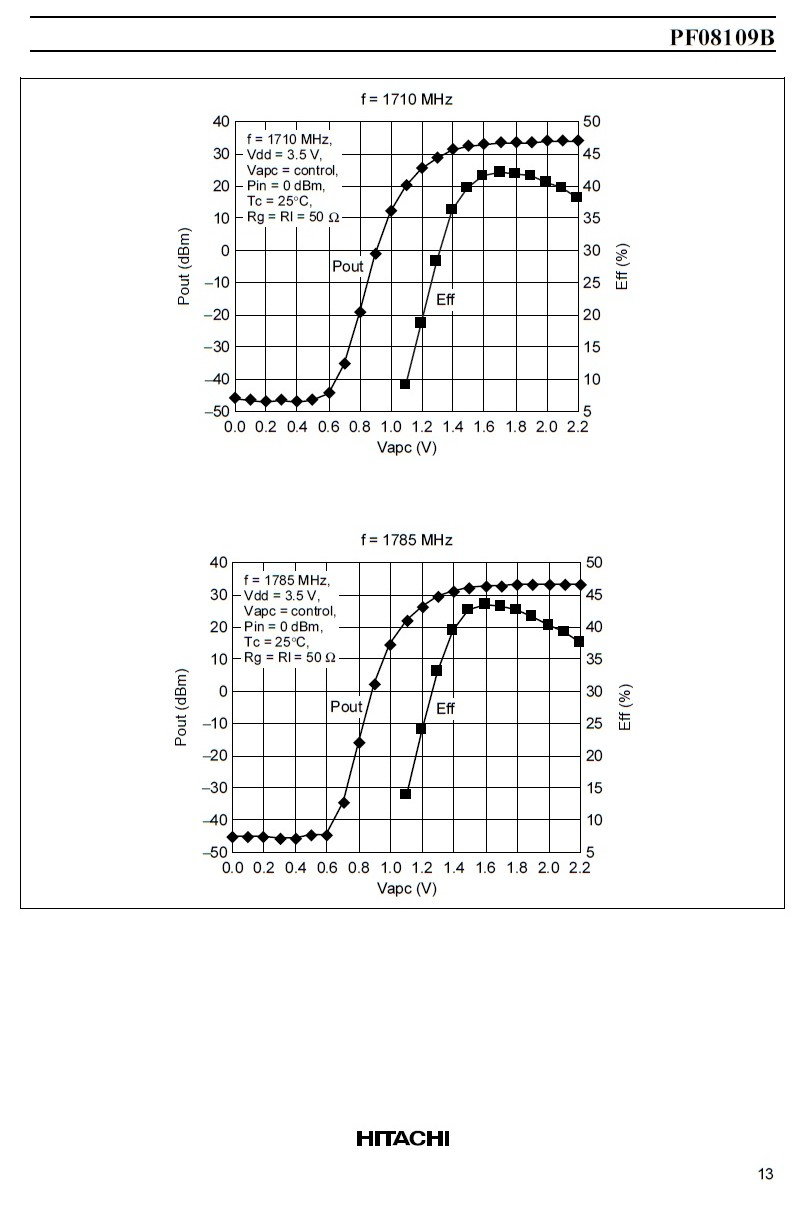 PF08109B
f = 1710 MHz
40
30
20
10
0
–10
–20
–30
–40
–50
Pout (dBm)
f = 1710 MHz,
Vdd = 3.5 V,
Vapc = control,
Pin = 0 dBm,
Tc = 25°C,
Rg = Rl = 50 Ω
Pout
Eff
50
45
40
35
30
25
20
15
10
5
Eff (%)
0.0 0.2 0.4 0.6 0.8 1.0 1.2 1.4 1.6 1.8 2.0 2.2
Vapc (V)
f = 1785 MHz
40
30
20
10
0
–10
–20
–30
–40
–50
Pout (dBm)
f = 1785 MHz,
Vdd = 3.5 V,
Vapc = control,
Pin = 0 dBm,
Tc = 25°C,
Rg = Rl = 50 Ω
Pout
Eff
50
45
40
35
30
25
20
15
10
5
Eff (%)
0.0 0.2 0.4 0.6 0.8 1.0 1.2 1.4 1.6 1.8 2.0 2.2
Vapc (V)
HITACHI
13